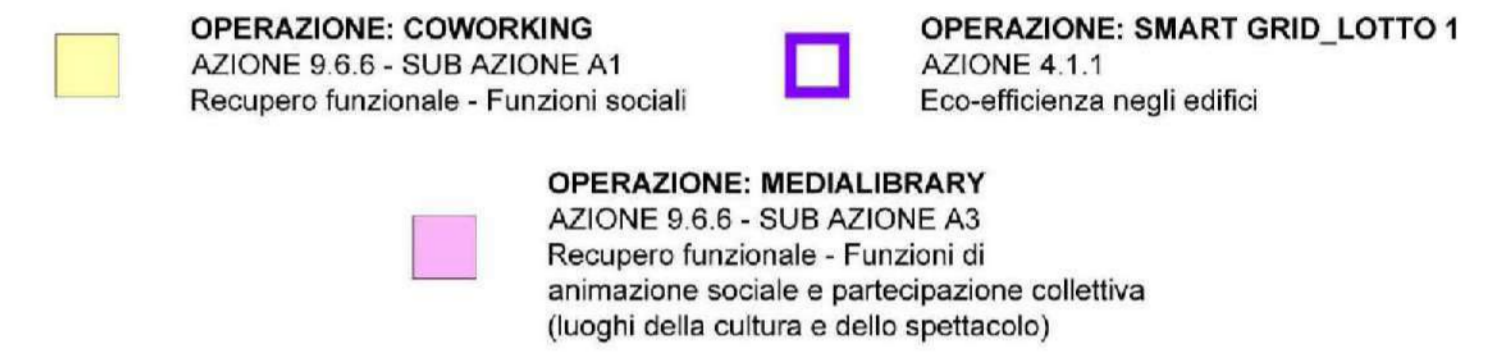 OPERAZIONE: COWORKING
AZIONE 9.6.6 - SUB AZIONE A1
Recupero funzionale - Funzioni sociali
OPERAZIONE: SMART GRID_LOTTO 1
AZIONE 4.1.1
Eco-efficienza negli edifici
OPERAZIONE: MEDIALIBRARY
AZIONE 9.6.6 - SUB AZIONE A3
Recupero funzionale - Funzioni di
animazione sociale e partecipazione collettiva
(luoghi della cultura e dello spettacolo)